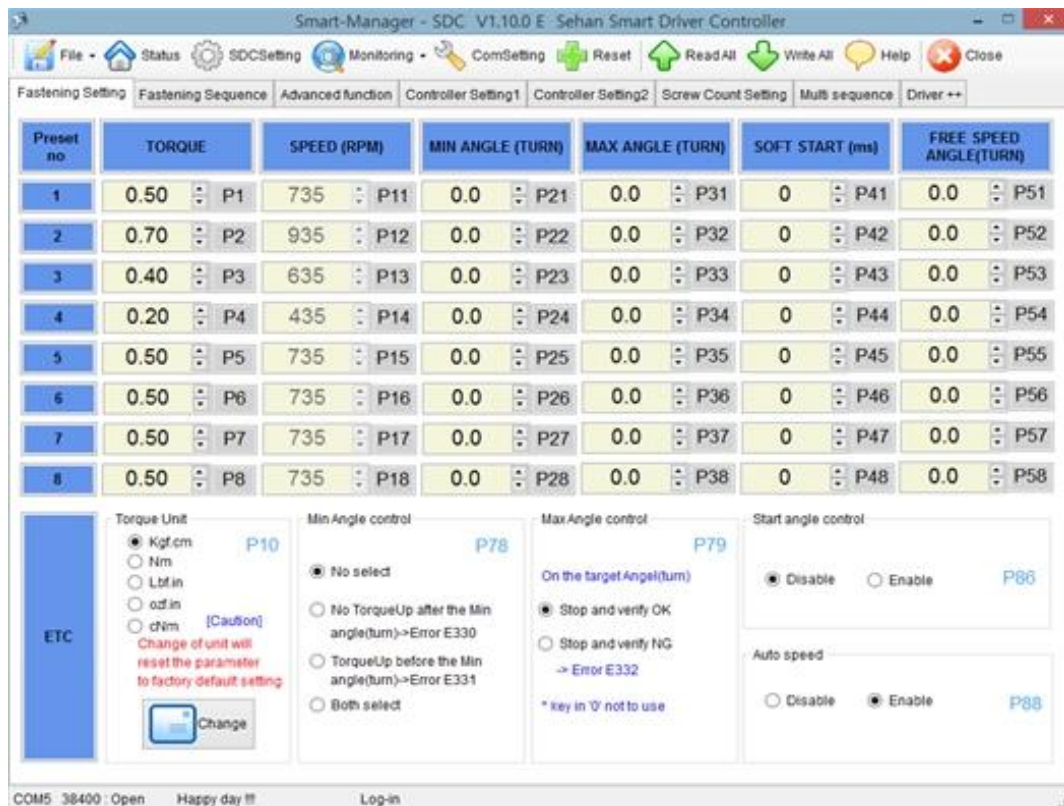 Smart-Manager - SDC V1.10.0 E Sehan Smart Driver Controller
File Status SDCSetting Monitoring ComSetting Reset Read All Write All Help Close
Fastening Setting Fastening Sequence Advanced function Controller Setting1 Controller Setting2 Screw Count Setting Multi sequence Driver ++
Preset no TORQUE SPEED (RPM) MIN ANGLE (TURN) MAX ANGLE (TURN) SOFT START (ms) FREE SPEED ANGLE(TURN)
1 0.50 P1 735 P11 0.0 P21 0.0 P31 0 P41 0.0 P51
2 0.70 P2 935 P12 0.0 P22 0.0 P32 0 P42 0.0 P52
3 0.40 P3 635 P13 0.0 P23 0.0 P33 0 P43 0.0 P53
4 0.20 P4 435 P14 0.0 P24 0.0 P34 0 P44 0.0 P54
5 0.50 P5 735 P15 0.0 P25 0.0 P35 0 P45 0.0 P55
6 0.50 P6 735 P16 0.0 P26 0.0 P36 0 P46 0.0 P56
7 0.50 P7 735 P17 0.0 P27 0.0 P37 0 P47 0.0 P57
8 0.50 P8 735 P18 0.0 P28 0.0 P38 0 P48 0.0 P58
ETC
Torque Unit
Kgf.cm P10
Nm
Lbf.in
ozf.in
cNm [Caution]
Change of unit will
reset the parameter
to factory default setting
Change
Min Angle control
P78
No select
No TorqueUp after the Min
angle(turn)->Error E330
TorqueUp before the Min
angle(turn)->Error E331
Both select
Max Angle control
P79
On the target Angel(turn)
Stop and verify OK
Stop and verify NG
-> Error E332
* key in '0' not to use
Start angle control
Disable Enable P86
Auto speed
Disable Enable P88
COM5 38400 : Open Happy day !!! Log-in